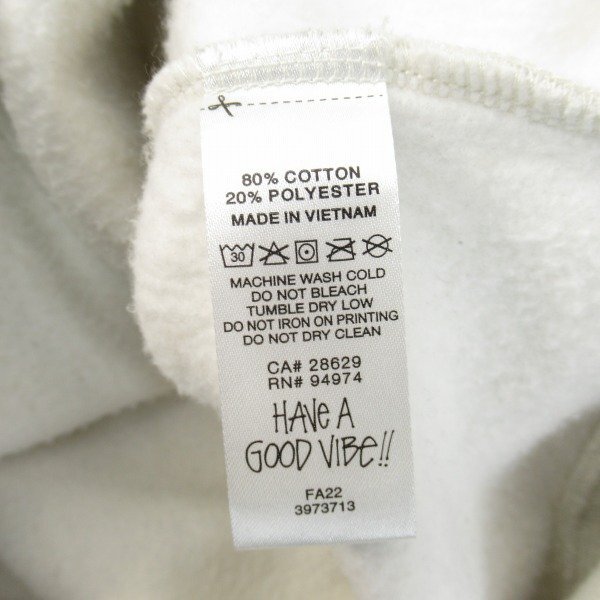 80% COTTON
20% POLYESTER
MADE IN VIETNAM
30
MACHINE WASH COLD
DO NOT BLEACH
TUMBLE DRY LOW
DO NOT IRON ON PRINTING
DO NOT DRY CLEAN
CA# 28629
RN# 94974
HAVE A
GOOD VIBE!!
FA22
3973713